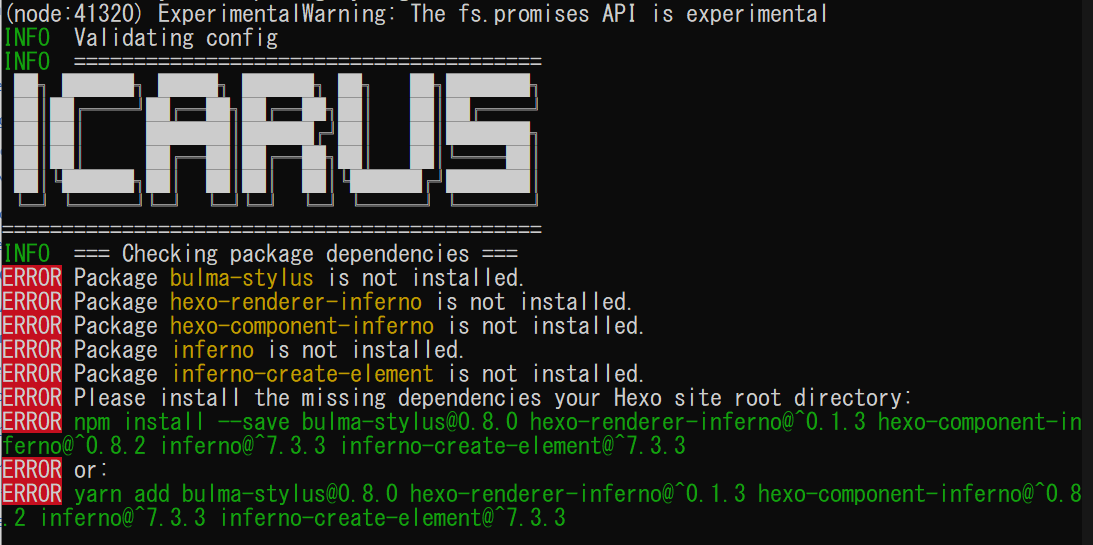 (node:41320) ExperimentalWarning: The fs.promises API is experimental
INFO  Validating config
INFO  =======================================
ICARUS
=============================================
INFO  === Checking package dependencies ===
ERROR Package bulma-stylus is not installed.
ERROR Package hexo-renderer-inferno is not installed.
ERROR Package hexo-component-inferno is not installed.
ERROR Package inferno is not installed.
ERROR Package inferno-create-element is not installed.
ERROR Please install the missing dependencies your Hexo site root directory:
ERROR npm install --save bulma-stylus@0.8.0 hexo-renderer-inferno@^0.1.3 hexo-component-in
ferno@^0.8.2 inferno@^7.3.3 inferno-create-element@^7.3.3
ERROR or:
ERROR yarn add bulma-stylus@0.8.0 hexo-renderer-inferno@^0.1.3 hexo-component-inferno@^0.8
.2 inferno@^7.3.3 inferno-create-element@^7.3.3